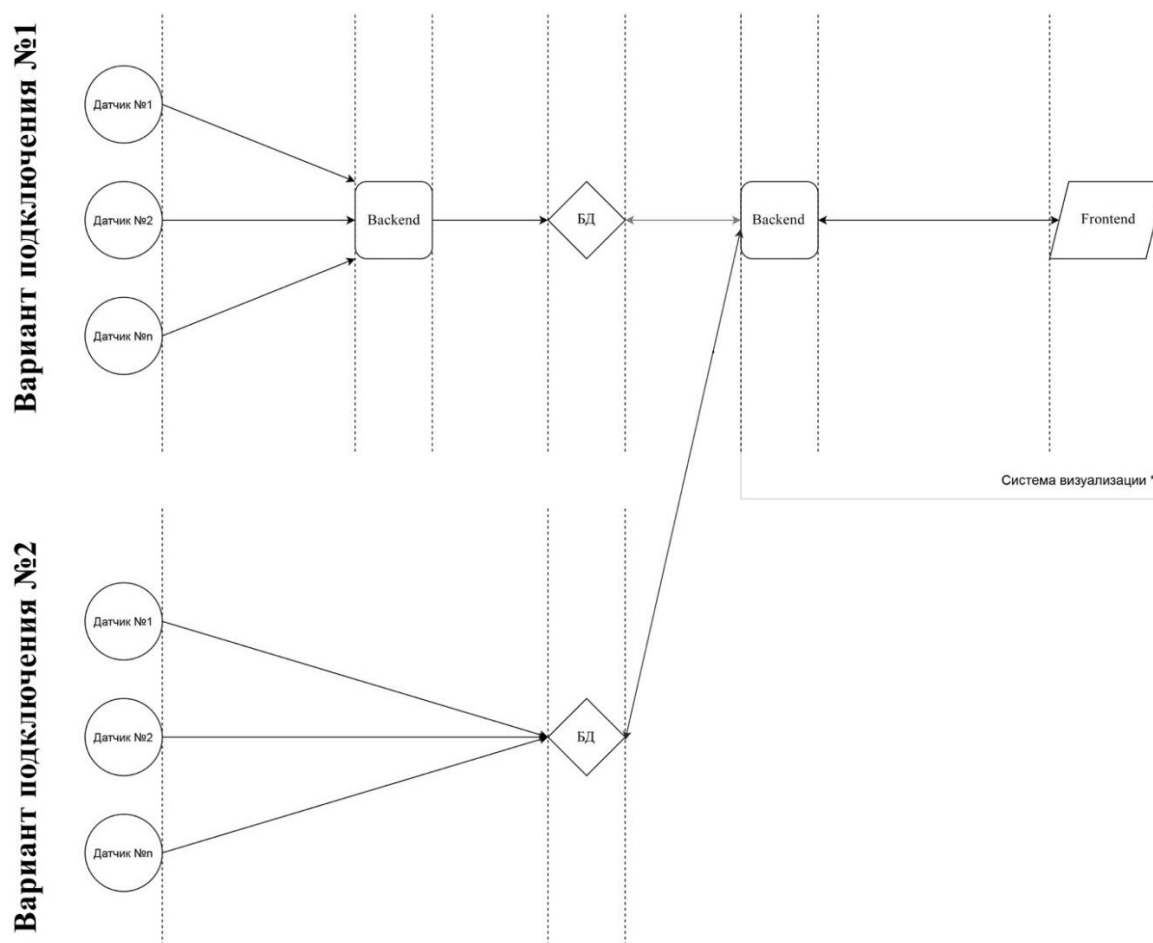 Вариант подключения №1
Датчик №1
Датчик №2
Датчик №n
Backend
БД
Backend
Frontend
Система визуализации *
Вариант подключения №2
Датчик №1
Датчик №2
Датчик №n
БД